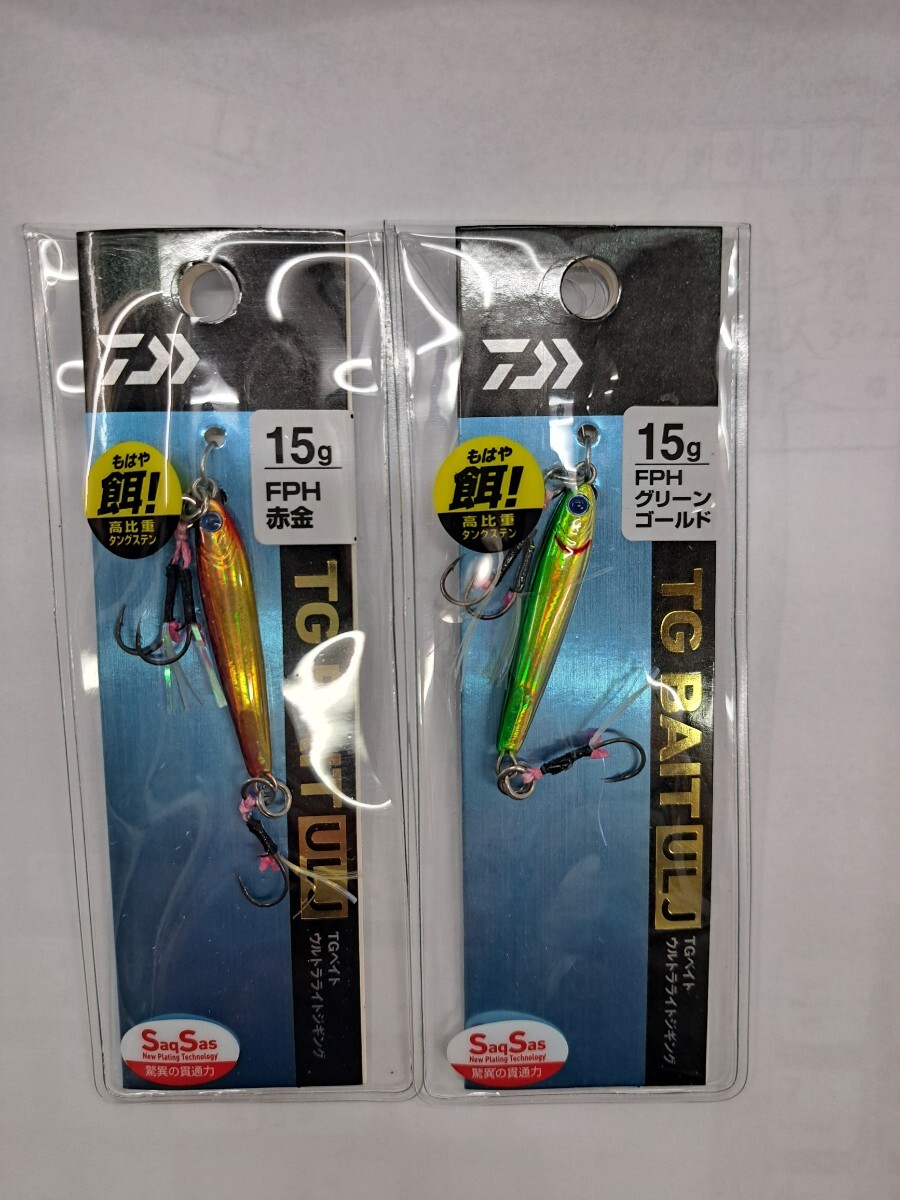 もはや
餌!
高比重
タングステン
15g
FPH
赤金
TG BAIT ULJ
TGベイト
ウルトラライトジギング
SaqSas
New Plating Technology
驚異の貫通力
もはや
餌!
高比重
タングステン
15g
FPH
グリーン
ゴールド
TG BAIT ULJ
TGベイト
ウルトラライトジギング
SaqSas
New Plating Technology
驚異の貫通力